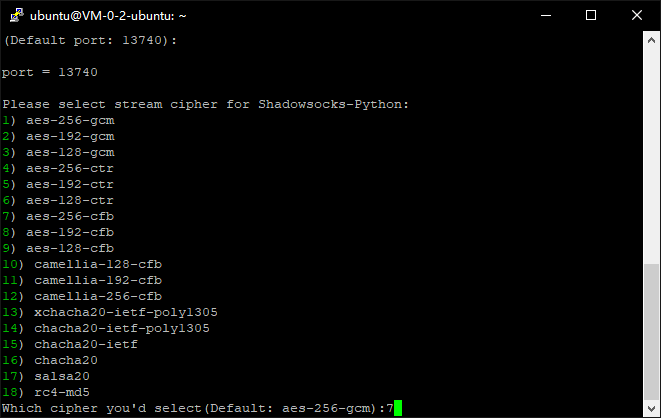 ubuntu@VM-0-2-ubuntu: ~
(Default port: 13740):
port = 13740
Please select stream cipher for Shadowsocks-Python:
1) aes-256-gcm
2) aes-192-gcm
3) aes-128-gcm
4) aes-256-ctr
5) aes-192-ctr
6) aes-128-ctr
7) aes-256-cfb
8) aes-192-cfb
9) aes-128-cfb
10) camellia-128-cfb
11) camellia-192-cfb
12) camellia-256-cfb
13) xchacha20-ietf-poly1305
14) chacha20-ietf-poly1305
15) chacha20-ietf
16) chacha20
17) salsa20
18) rc4-md5
Which cipher you'd select(Default: aes-256-gcm):7